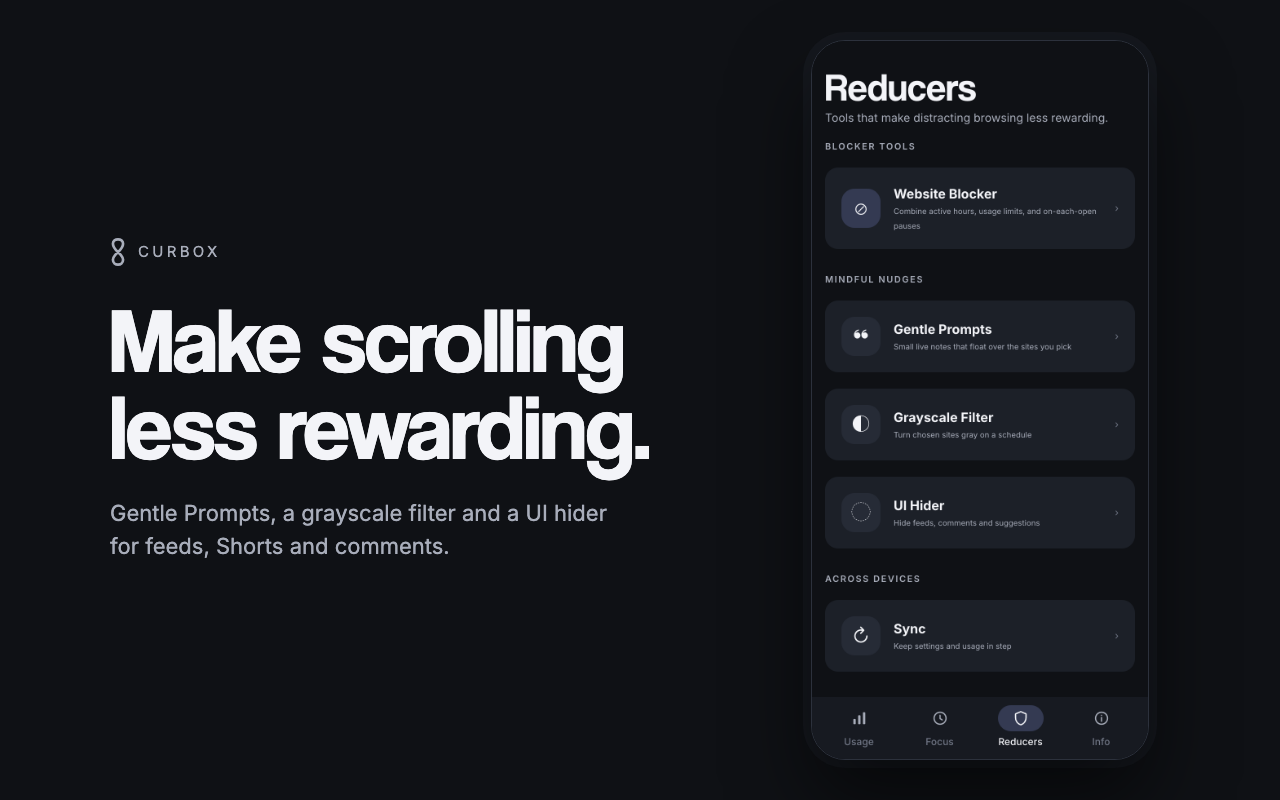 CURBOX
Make scrolling
less rewarding.
Gentle Prompts, a grayscale filter and a UI hider
for feeds, Shorts and comments.
Reducers
Tools that make distracting browsing less rewarding.
BLOCKER TOOLS
Website Blocker
Combine active hours, usage limits, and on-each-open
pauses
MINDFUL NUDGES
Gentle Prompts
Small live notes that float over the sites you pick
Grayscale Filter
Turn chosen sites gray on a schedule
UI Hider
Hide feeds, comments and suggestions
ACROSS DEVICES
Sync
Keep settings and usage in step
Usage Focus Reducers Info